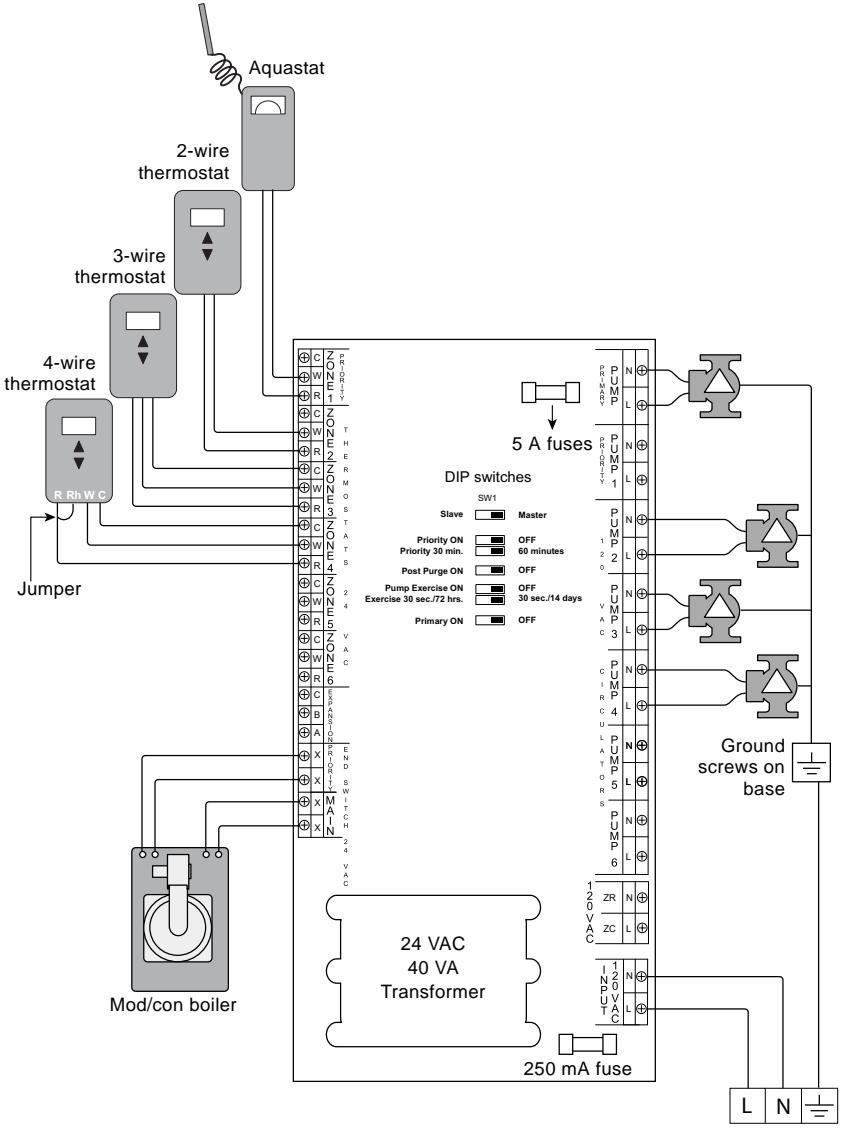 Aquastat
2-wire
thermostat
3-wire
thermostat
4-wire
thermostat
R Rh W C
Jumper
C
W
R
ZONE 1
PRIORITY
C
W
R
ZONE 2
C
W
R
ZONE 3
C
W
R
ZONE 4
C
W
R
ZONE 5
C
W
R
ZONE 6
THERMOSTATS 24 VAC
C
B
A
EXPANSION
X
X
PRIORITY
X
X
MAIN
END SWITCH 24 VAC
Mod/con boiler
5 A fuses
DIP switches
SW1
Slave Master
Priority ON OFF
Priority 30 min. 60 minutes
Post Purge ON OFF
Pump Exercise ON OFF
Exercise 30 sec./72 hrs. 30 sec./14 days
Primary ON OFF
24 VAC
40 VA
Transformer
250 mA fuse
PRIMARY
PUMP
N
L
PRIORITY
PUMP 1
N
L
PUMP 2
N
L
PUMP 3
N
L
PUMP 4
N
L
PUMP 5
N
L
PUMP 6
N
L
120 VAC CIRCULATORS
120 VAC
ZR N
ZC L
INPUT
120 VAC
N
L
Ground
screws on
base
L N